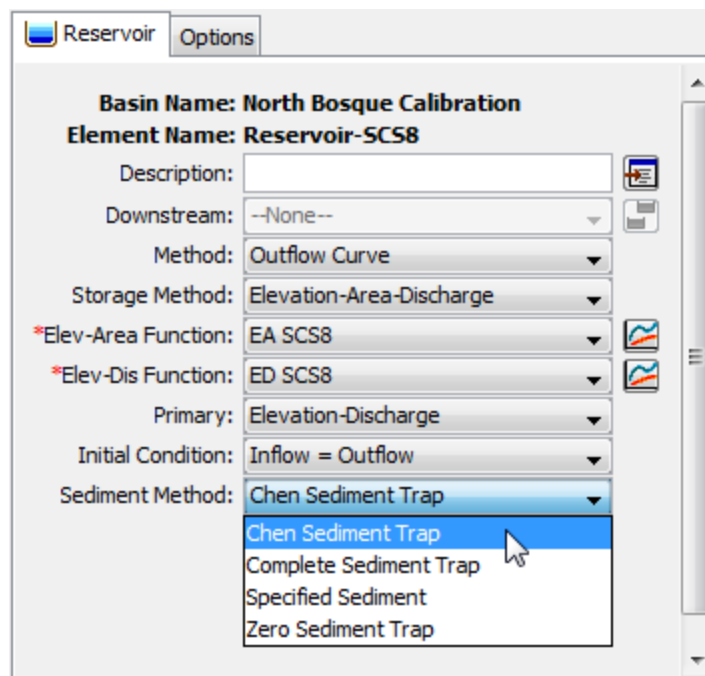 Reservoir Options
Basin Name: North Bosque Calibration
Element Name: Reservoir-SCS8
Description:
Downstream: --None--
Method: Outflow Curve
Storage Method: Elevation-Area-Discharge
*Elev-Area Function: EA SCS8
*Elev-Dis Function: ED SCS8
Primary: Elevation-Discharge
Initial Condition: Inflow = Outflow
Sediment Method: Chen Sediment Trap
Chen Sediment Trap
Complete Sediment Trap
Specified Sediment
Zero Sediment Trap